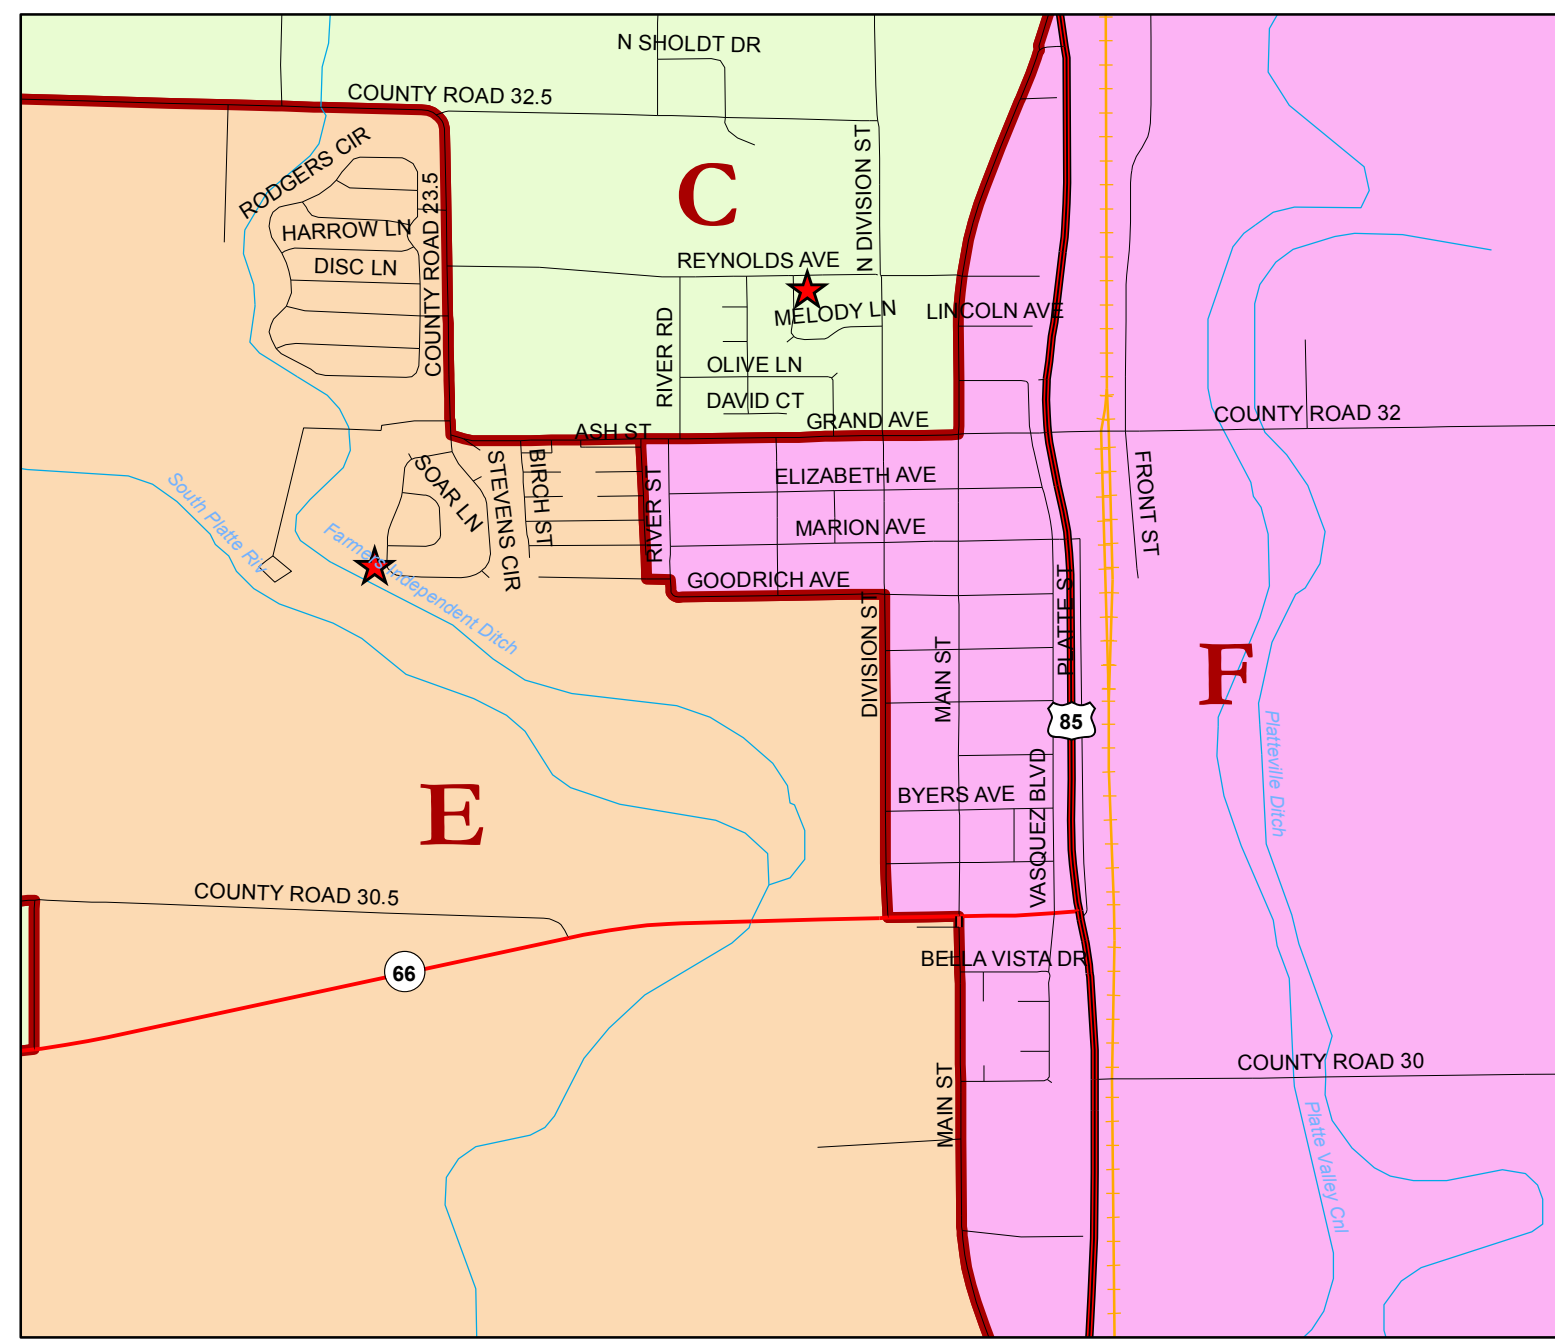 N SHOLDT DR
COUNTY ROAD 32.5
RODGERS CIR
N DIVISION ST
C
COUNTY ROAD 23.5
HARROW LN
DISC LN
REYNOLDS AVE
MELODY LN
LINCOLN AVE
RIVER RD
OLIVE LN
DAVID CT
GRAND AVE
COUNTY ROAD 32
ASH ST
SOAR LN
STEVENS CIR
BIRCH ST
RIVER ST
ELIZABETH AVE
MARION AVE
FRONT ST
South Platte Riv
Farmers Independent Ditch
GOODRICH AVE
PLATTE ST
DIVISION ST
MAIN ST
F
85
Platteville Ditch
E
BYERS AVE
VASQUEZ BLVD
COUNTY ROAD 30.5
66
BELLA VISTA DR
COUNTY ROAD 30
MAIN ST
Platte Valley Cnl